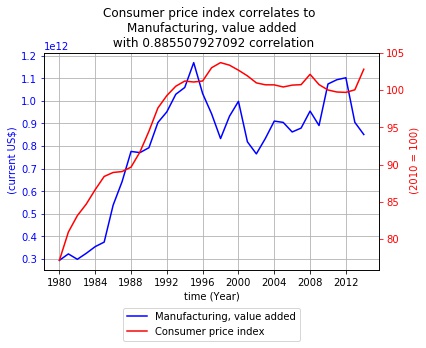 Consumer price index correlates to
Manufacturing, value added
with 0.885507927092 correlation
1e12
1.2
1.1
1.0
0.9
0.8
0.7
0.6
0.5
0.4
0.3
(current US$)
105
100
95
90
85
80
(2010 = 100)
1980 1984 1988 1992 1996 2000 2004 2008 2012
time (Year)
Manufacturing, value added
Consumer price index